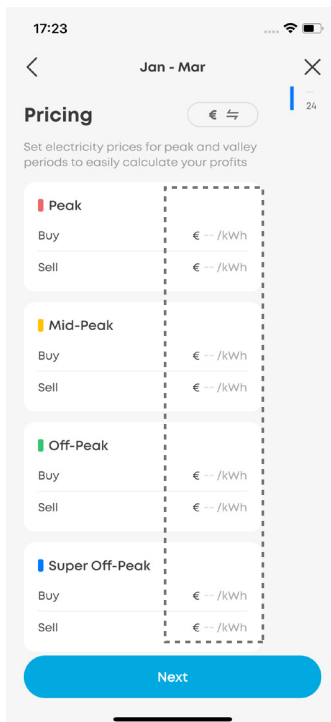 17:23
Jan - Mar
Pricing
€ ⇋
24
Set electricity prices for peak and valley
periods to easily calculate your profits
Peak
Buy € -- /kWh
Sell € -- /kWh
Mid-Peak
Buy € -- /kWh
Sell € -- /kWh
Off-Peak
Buy € -- /kWh
Sell € -- /kWh
Super Off-Peak
Buy € -- /kWh
Sell € -- /kWh
Next